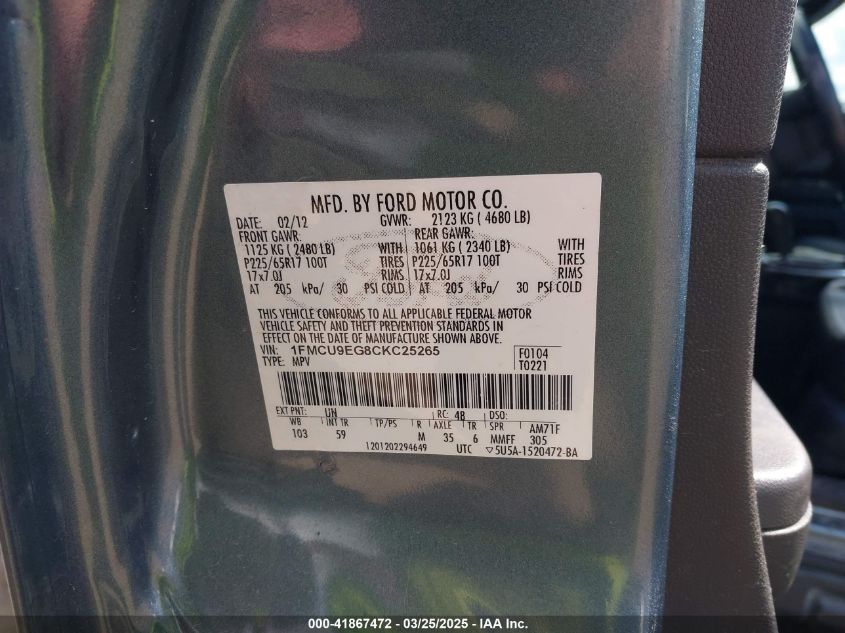 MFD. BY FORD MOTOR CO.
DATE: 02/12 GVWR: 2123 KG ( 4680 LB)
FRONT GAWR: REAR GAWR:
1125 KG ( 2480 LB) WITH 1061 KG ( 2340 LB) WITH
P225/65R17 100T TIRES P225/65R17 100T TIRES
17x7.0J RIMS 17x7.0J RIMS
AT 205 kPa/ 30 PSI COLD AT 205 kPa/ 30 PSI COLD
THIS VEHICLE CONFORMS TO ALL APPLICABLE FEDERAL MOTOR
VEHICLE SAFETY AND THEFT PREVENTION STANDARDS IN
EFFECT ON THE DATE OF MANUFACTURE SHOWN ABOVE.
VIN: 1FMCU9EG8CKC25265 F0104
TYPE: MPV T0221
EXT PNT: UN RC: 48 DSO:
WB INT TR TP/PS R AXLE TR SPR AM71F
103 59 M 35 6 MMFF 305
1201202294649 UTC ▽5U5A-1520472-BA
000-41867472 — 03/25/2025 — IAA Inc.